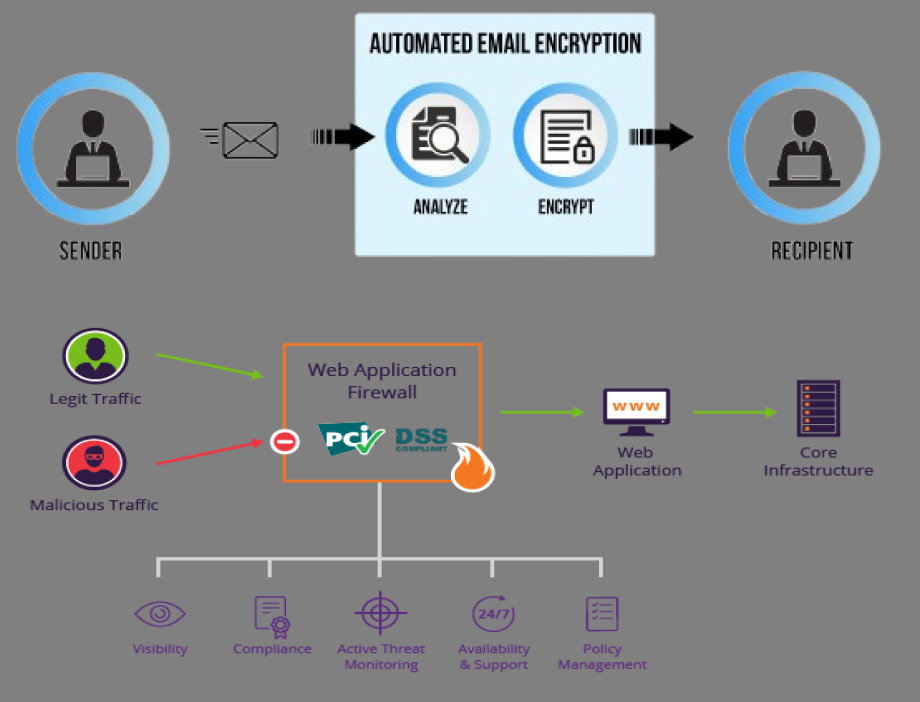 AUTOMATED EMAIL ENCRYPTION
ANALYZE
ENCRYPT
SENDER
RECIPIENT
Legit Traffic
Malicious Traffic
Web Application
Firewall
PCi
DSS
COMPLIANT
www
Web
Application
Core
Infrastructure
Visibility
Compliance
Active Threat
Monitoring
24/7
Availability
& Support
Policy
Management